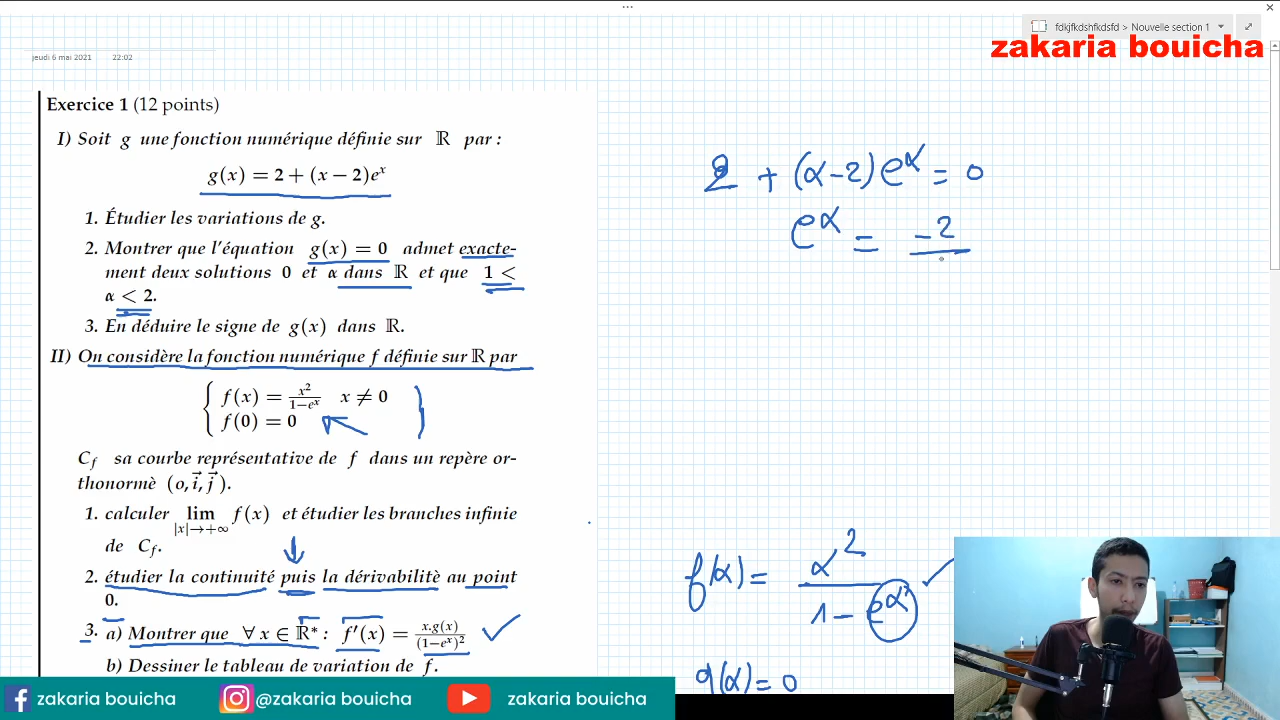 fdkjfkdshfkdsfd > Nouvelle section 1
zakaria bouicha
jeudi 6 mai 2021 22:02
Exercice 1 (12 points)
I) Soit g une fonction numérique définie sur ℝ par :
g(x) = 2 + (x − 2)eˣ
1. Étudier les variations de g.
2. Montrer que l'équation g(x) = 0 admet exacte-
ment deux solutions 0 et α dans ℝ et que 1 <
α < 2.
3. En déduire le signe de g(x) dans ℝ.
II) On considère la fonction numérique f définie sur ℝ par
{ f(x) = x²/(1−eˣ) x ≠ 0
f(0) = 0
C_f sa courbe représentative de f dans un repère or-
thonormè (o, i⃗, j⃗).
1. calculer lim_{|x|→+∞} f(x) et étudier les branches infinie
de C_f.
2. étudier la continuité puis la dérivabilité au point
0.
3. a) Montrer que ∀ x ∈ ℝ* : f′(x) = x.g(x)/(1−eˣ)²
b) Dessiner le tableau de variation de f.
2 + (α−2)e^α = 0
e^α = −2
f(α) = α²/(1 − e^α)
g(α) = 0
zakaria bouicha
@zakaria bouicha
zakaria bouicha